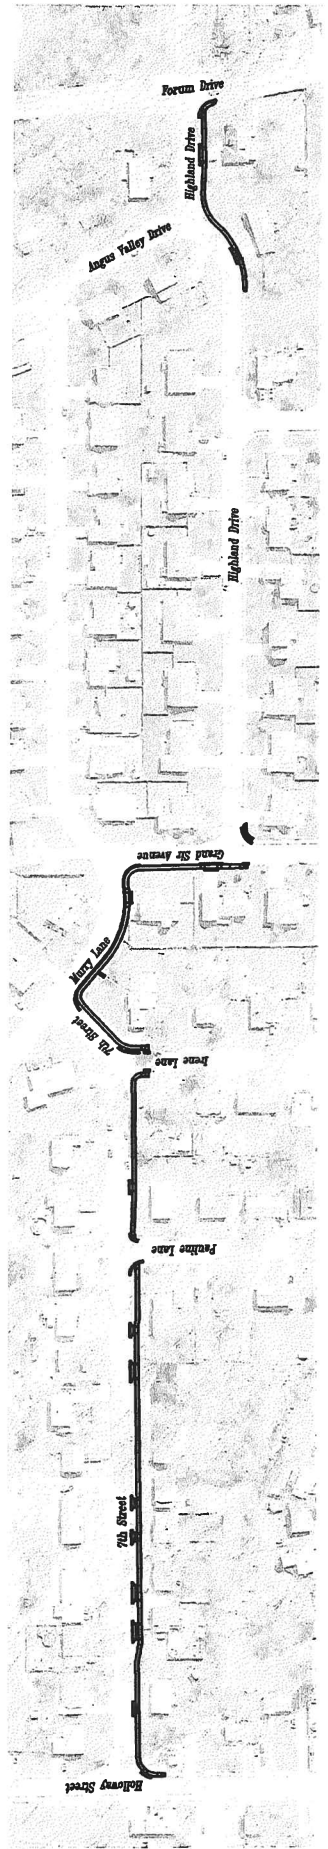 Forum Drive
Highland Drive
Angus Valley Drive
Highland Drive
Grand Sir Avenue
Murry Lane
7th Street
Irene Lane
Pauline Lane
7th Street
Holloway Street